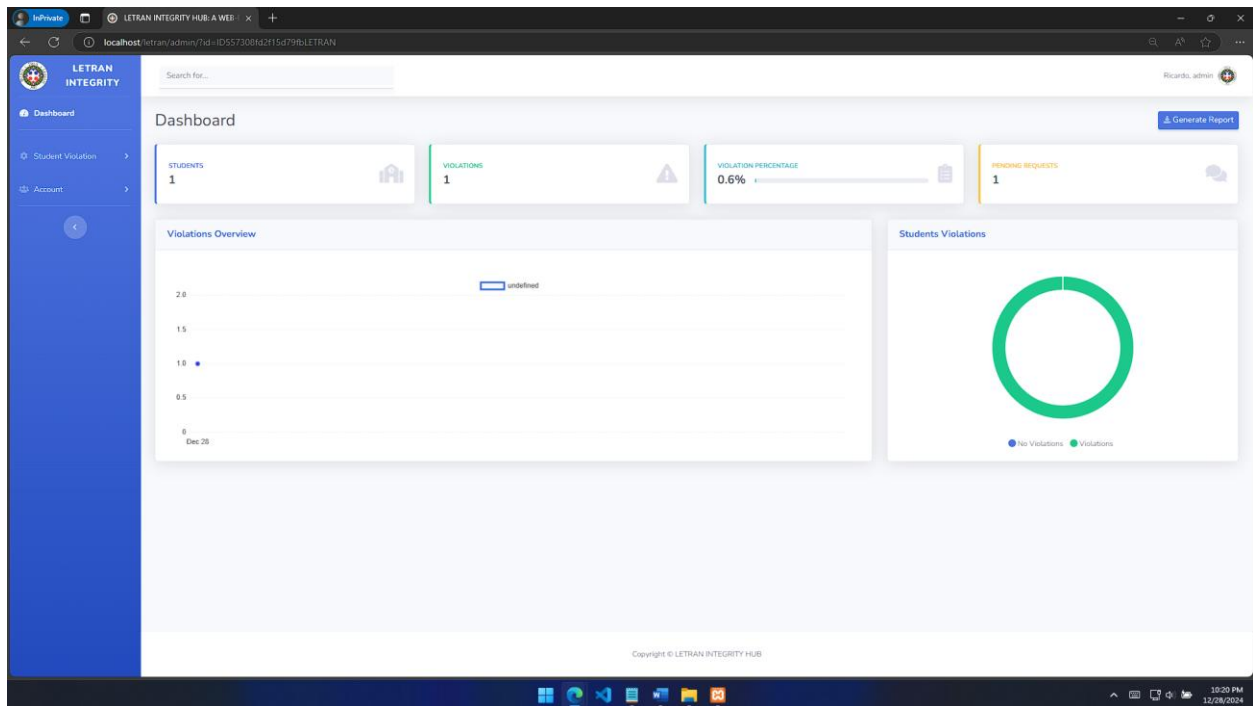 InPrivate
LETRAN INTEGRITY HUB: A WEB
localhost/letran/admin/?id=IDS57308fd2f15d79fbLETRAN
LETRAN
INTEGRITY
Search for...
Ricardo, admin
Dashboard
Dashboard
Generate Report
Student Violation
Account
STUDENTS
1
VIOLATIONS
1
VIOLATION PERCENTAGE
0.6%
PENDING REQUESTS
1
Violations Overview
Students Violations
undefined
2.0
1.5
1.0
0.5
0
Dec 28
No Violations
Violations
Copyright © LETRAN INTEGRITY HUB
10:20 PM
12/28/2024